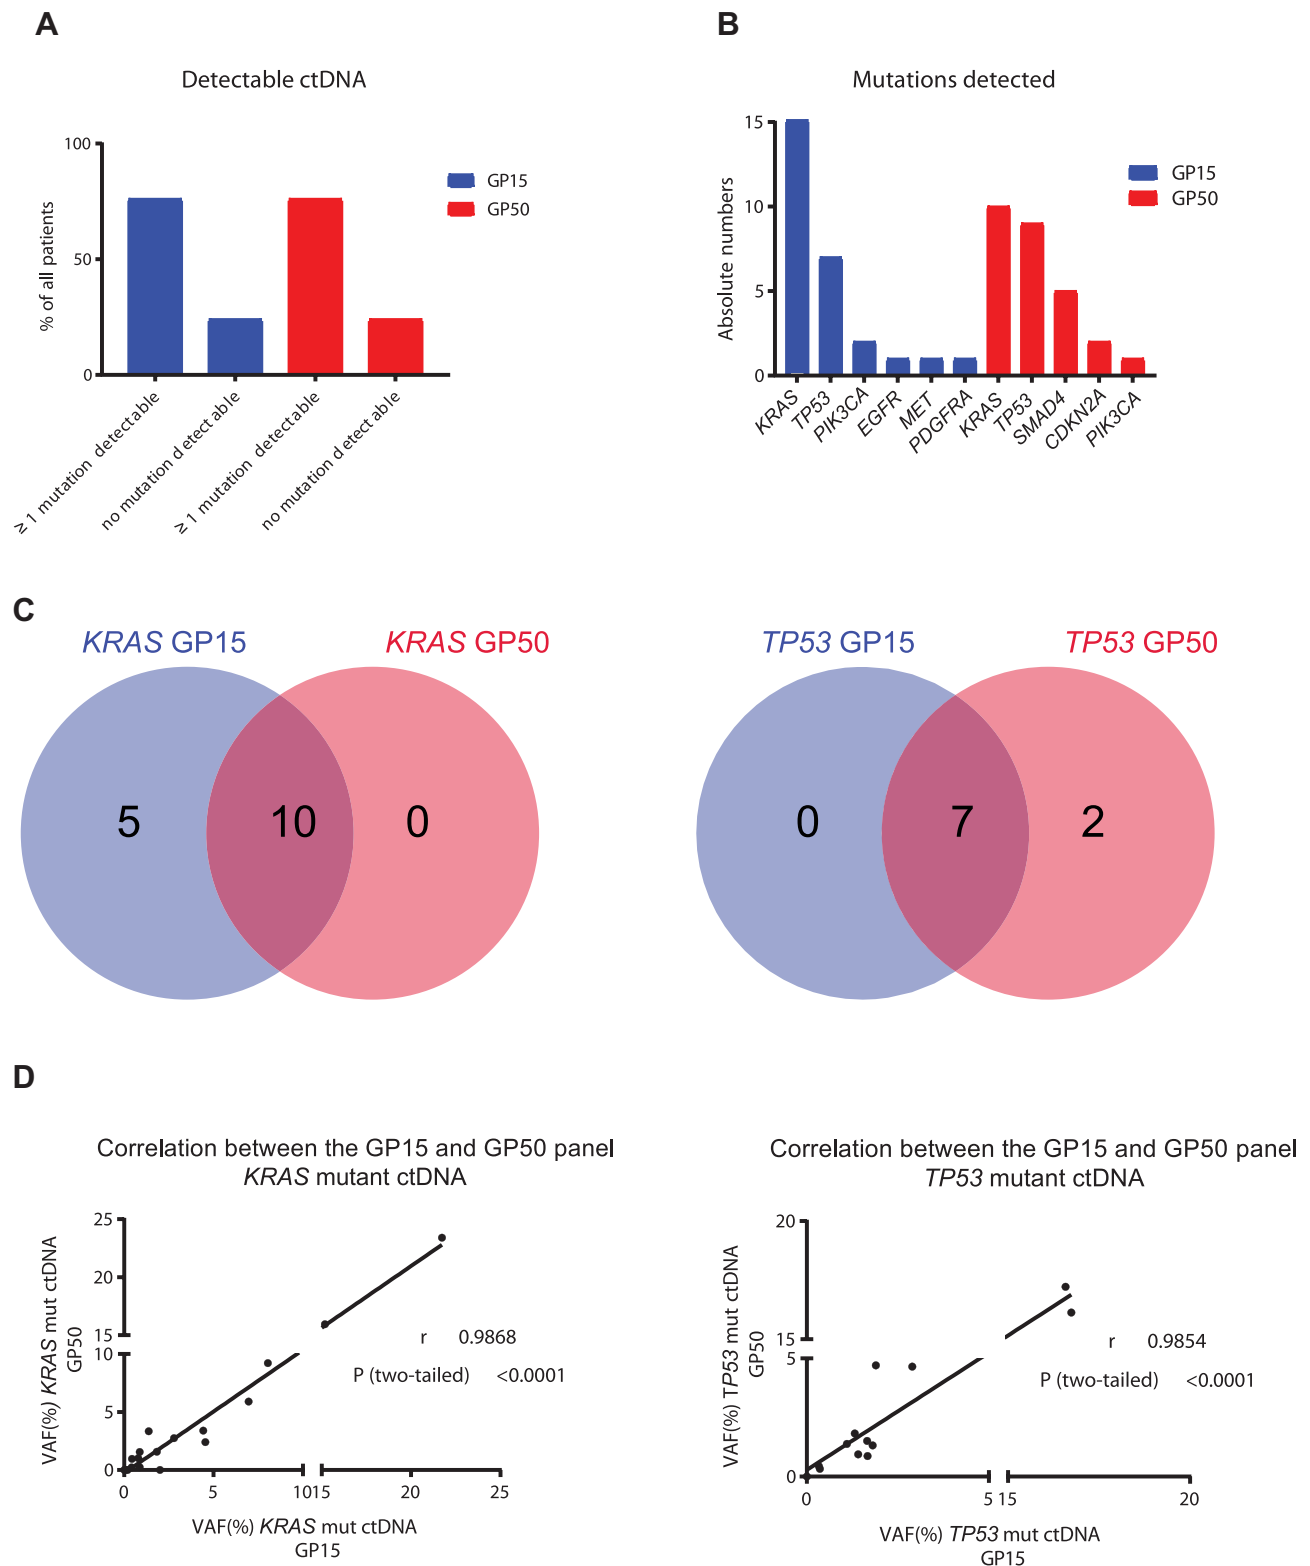 A
Detectable ctDNA
100
50
0
% of all patients
GP15
GP50
≥ 1 mutation detectable
no mutation detectable
≥ 1 mutation detectable
no mutation detectable
B
Mutations detected
15
10
5
0
Absolute numbers
GP15
GP50
KRAS
TP53
PIK3CA
EGFR
MET
PDGFRA
KRAS
TP53
SMAD4
CDKN2A
PIK3CA
C
KRAS GP15
KRAS GP50
5
10
0
TP53 GP15
TP53 GP50
0
7
2
D
Correlation between the GP15 and GP50 panel
KRAS mutant ctDNA
25
20
15
10
5
0
VAF(%) KRAS mut ctDNA
GP50
r 0.9868
P (two-tailed) <0.0001
0 5 10 15 20 25
VAF(%) KRAS mut ctDNA
GP15
Correlation between the GP15 and GP50 panel
TP53 mutant ctDNA
20
15
5
0
VAF(%) TP53 mut ctDNA
GP50
r 0.9854
P (two-tailed) <0.0001
0 5 15 20
VAF(%) TP53 mut ctDNA
GP15